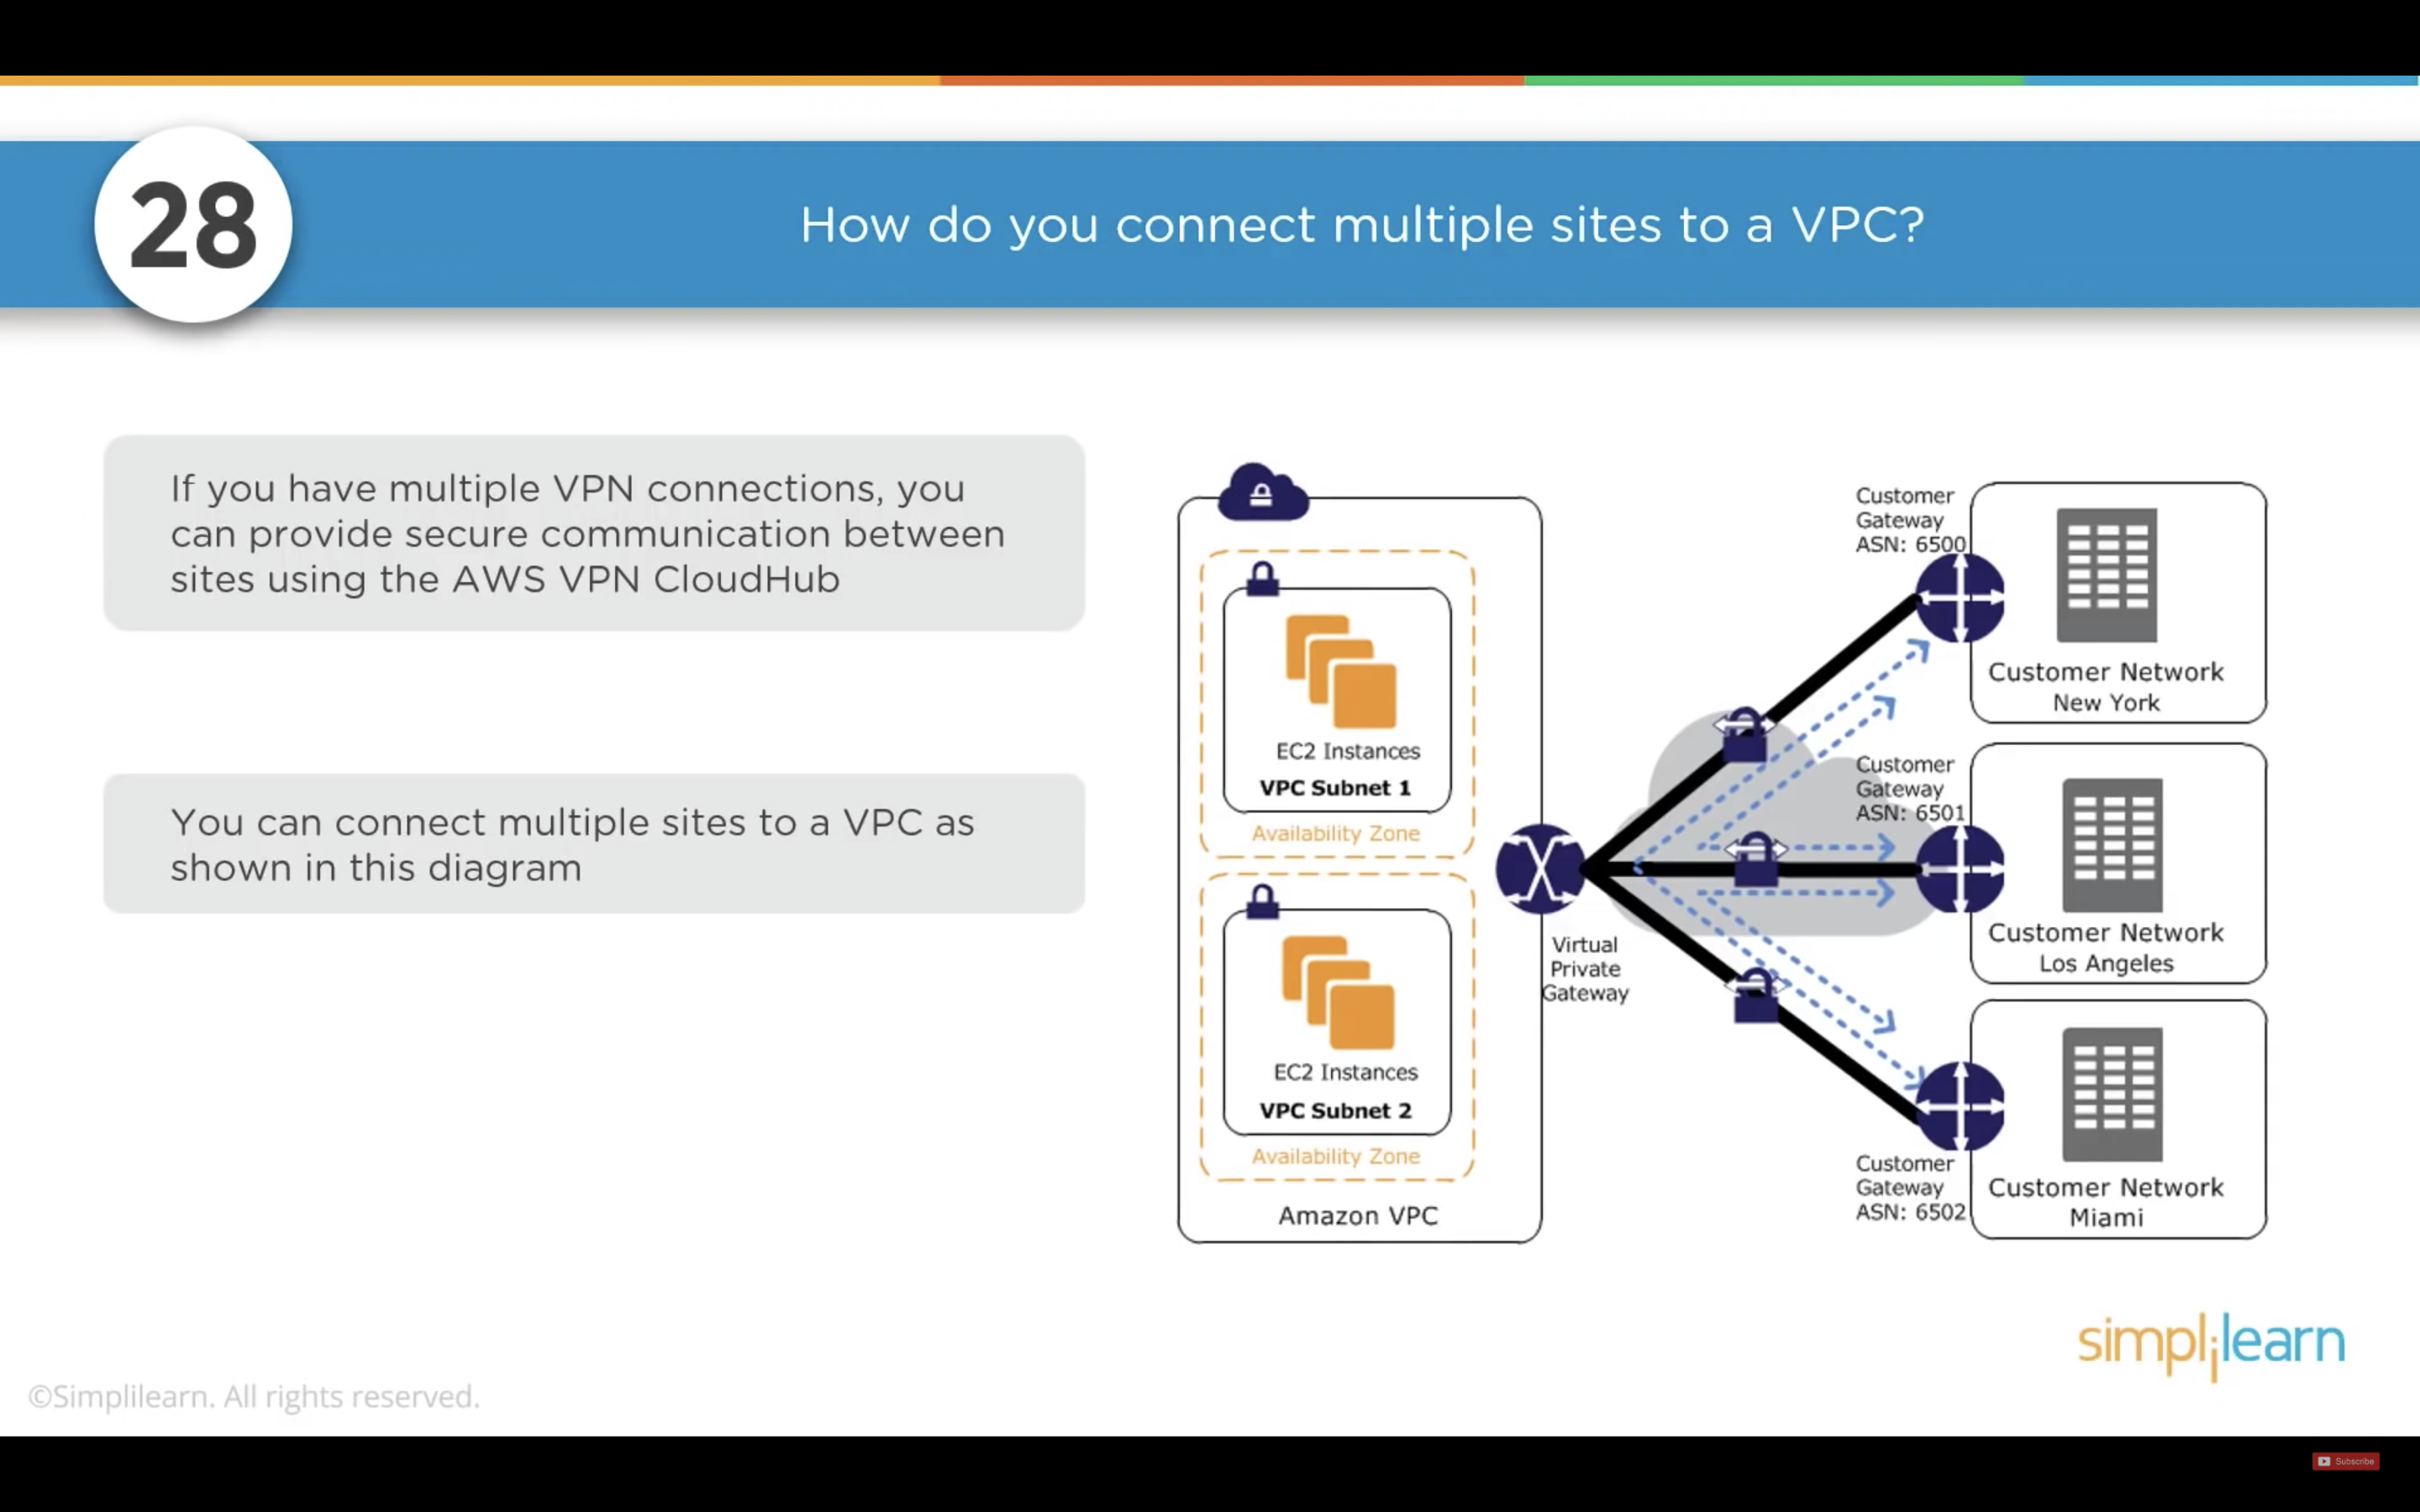 28
How do you connect multiple sites to a VPC?
If you have multiple VPN connections, you
can provide secure communication between
sites using the AWS VPN CloudHub
You can connect multiple sites to a VPC as
shown in this diagram
EC2 Instances
VPC Subnet 1
Availability Zone
EC2 Instances
VPC Subnet 2
Availability Zone
Amazon VPC
Virtual
Private
Gateway
Customer
Gateway
ASN: 6500
Customer Network
New York
Customer
Gateway
ASN: 6501
Customer Network
Los Angeles
Customer
Gateway
ASN: 6502
Customer Network
Miami
simplilearn
©Simplilearn. All rights reserved.
Subscribe